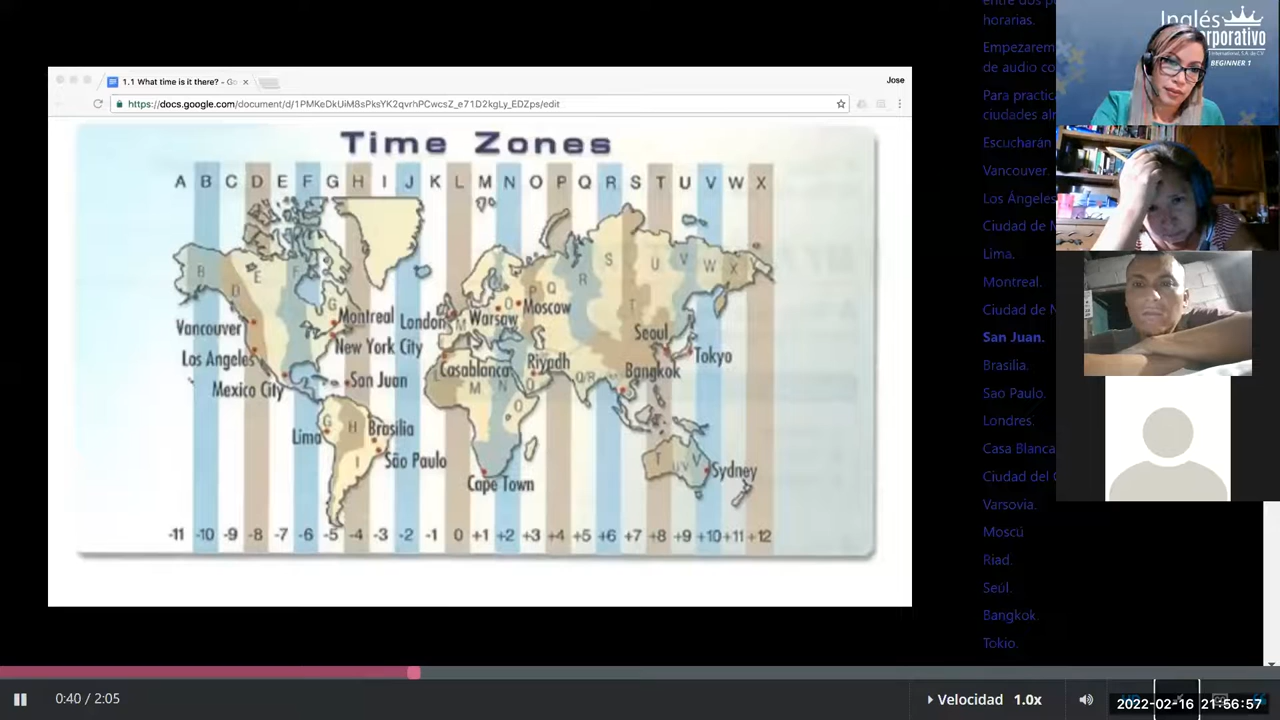 entre dos
horarias.
Empezarem
de audio co
Para practica
ciudades al
Escucharán
Vancouver.
Los Ángeles
Ciudad de M
Lima.
Montreal.
Ciudad de N
San Juan.
Brasilia.
Sao Paulo.
Londres.
Casa Blanca
Ciudad del C
Varsovia.
Moscú
Riad.
Seúl.
Bangkok.
Tokio.
Inglés
BEGINNER 1
1.1 What time is it there? - Go
Jose
https://docs.google.com/document/d/1PMKeDkUiM8sPksYK2qvrhPCwcsZ_e71D2kgLy_EDZps/edit
Time Zones
A B C D E F G H I J K L M N O P Q R S T U V W X
B D E F G M O P Q R S T U V W X
Vancouver
Los Angeles
Mexico City
Montreal
New York City
San Juan
Lima
Brasilia
São Paulo
London
Warsaw
Moscow
Casablanca
Riyadh
Cape Town
Seoul
Tokyo
Bangkok
Sydney
-11 -10 -9 -8 -7 -6 -5 -4 -3 -2 -1 0 +1 +2 +3 +4 +5 +6 +7 +8 +9 +10 +11 +12
0:40 / 2:05
Velocidad 1.0x
2022-02-16 21:56:57